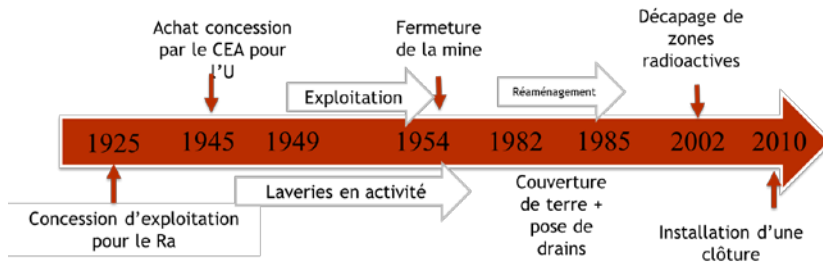 Achat concession
par le CEA pour
l'U
Fermeture
de la mine
Décapage de
zones
radioactives
Exploitation
Réaménagement
1925 1945 1949 1954 1982 1985 2002 2010
Laveries en activité
Concession d'exploitation
pour le Ra
Couverture
de terre +
pose de
drains
Installation d'une
clôture